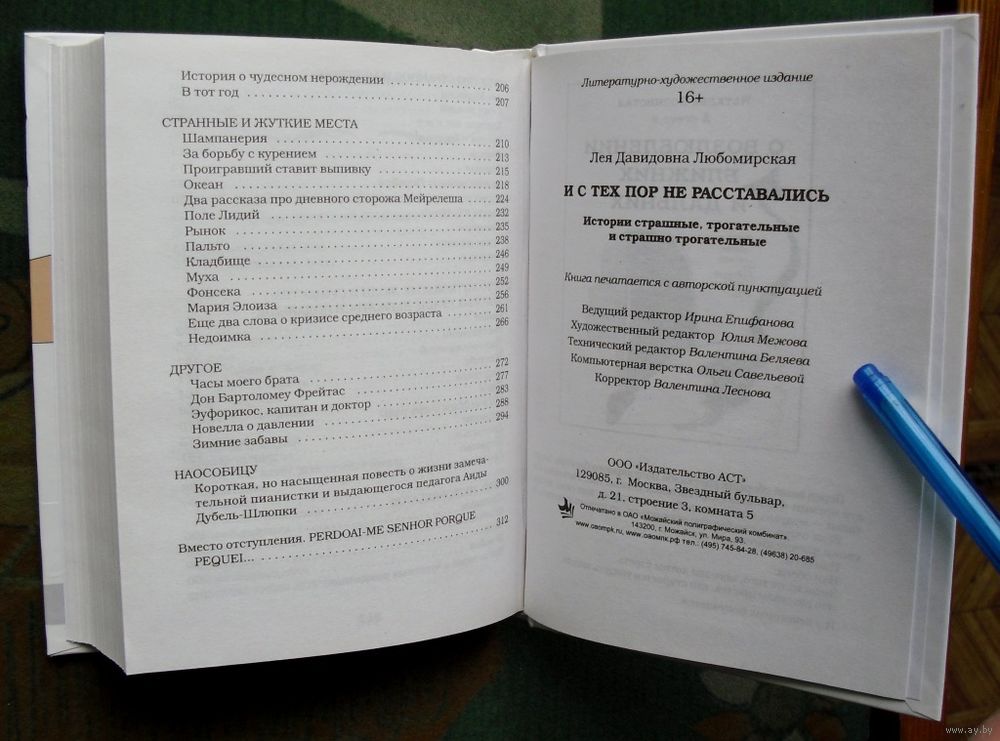 История о чудесном нерождении 206
В тот год 207
СТРАННЫЕ И ЖУТКИЕ МЕСТА
Шампанерия 210
За борьбу с курением 213
Проигравший ставит выпивку 215
Океан 218
Два рассказа про дневного сторожа Мейрелеша 224
Поле Лидий 232
Рынок 235
Пальто 238
Кладбище 246
Муха 249
Фонсека 252
Мария Элоиза 256
Еще два слова о кризисе среднего возраста 261
Недоимка 266
ДРУГОЕ
Часы моего брата 272
Дон Бартоломеу Фрейтас 277
Эуфорикос, капитан и доктор 283
Новелла о давлении 288
Зимние забавы 294
НАОСОБИЦУ
Короткая, но насыщенная повесть о жизни замеча-
тельной пианистки и выдающегося педагога Аиды
Дубель-Шлюпки 300
Вместо отступления. PERDOAI-ME SENHOR PORQUE
PEQUEI... 312
Литературно-художественное издание
16+
Лея Давидовна Любомирская
И С ТЕХ ПОР НЕ РАССТАВАЛИСЬ
Истории страшные, трогательные
и страшно трогательные
Книга печатается с авторской пунктуацией
Ведущий редактор Ирина Епифанова
Художественный редактор Юлия Межова
Технический редактор Валентина Беляева
Компьютерная верстка Ольги Савельевой
Корректор Валентина Леснова
ООО «Издательство АСТ»
129085, г. Москва, Звездный бульвар,
д. 21, строение 3, комната 5
Отпечатано в ОАО «Можайский полиграфический комбинат».
143200, г. Можайск, ул. Мира, 93.
www.oaompk.ru, www.оаомпк.рф тел.: (495) 745-84-28, (49638) 20-685
www.ay.by